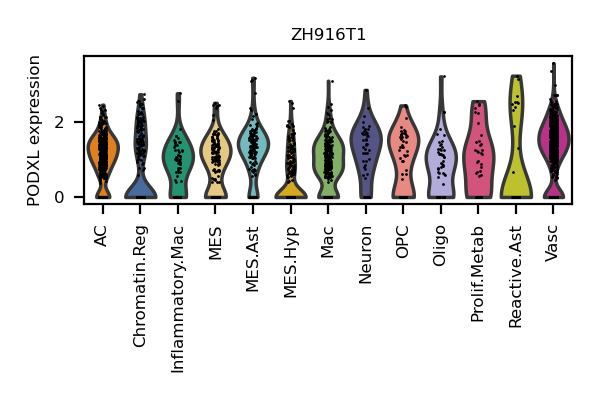 ZH916T1
PODXL expression
2
0
AC
Chromatin.Reg
Inflammatory.Mac
MES
MES.Ast
MES.Hyp
Mac
Neuron
OPC
Oligo
Prolif.Metab
Reactive.Ast
Vasc